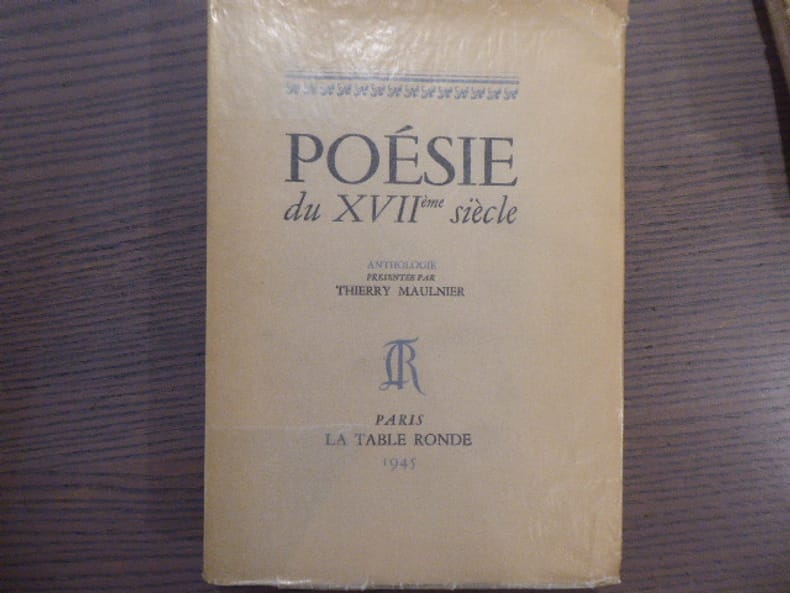 POÉSIE
du XVIIème siècle
ANTHOLOGIE
PRÉSENTÉE PAR
THIERRY MAULNIER
TR
PARIS
LA TABLE RONDE
1945